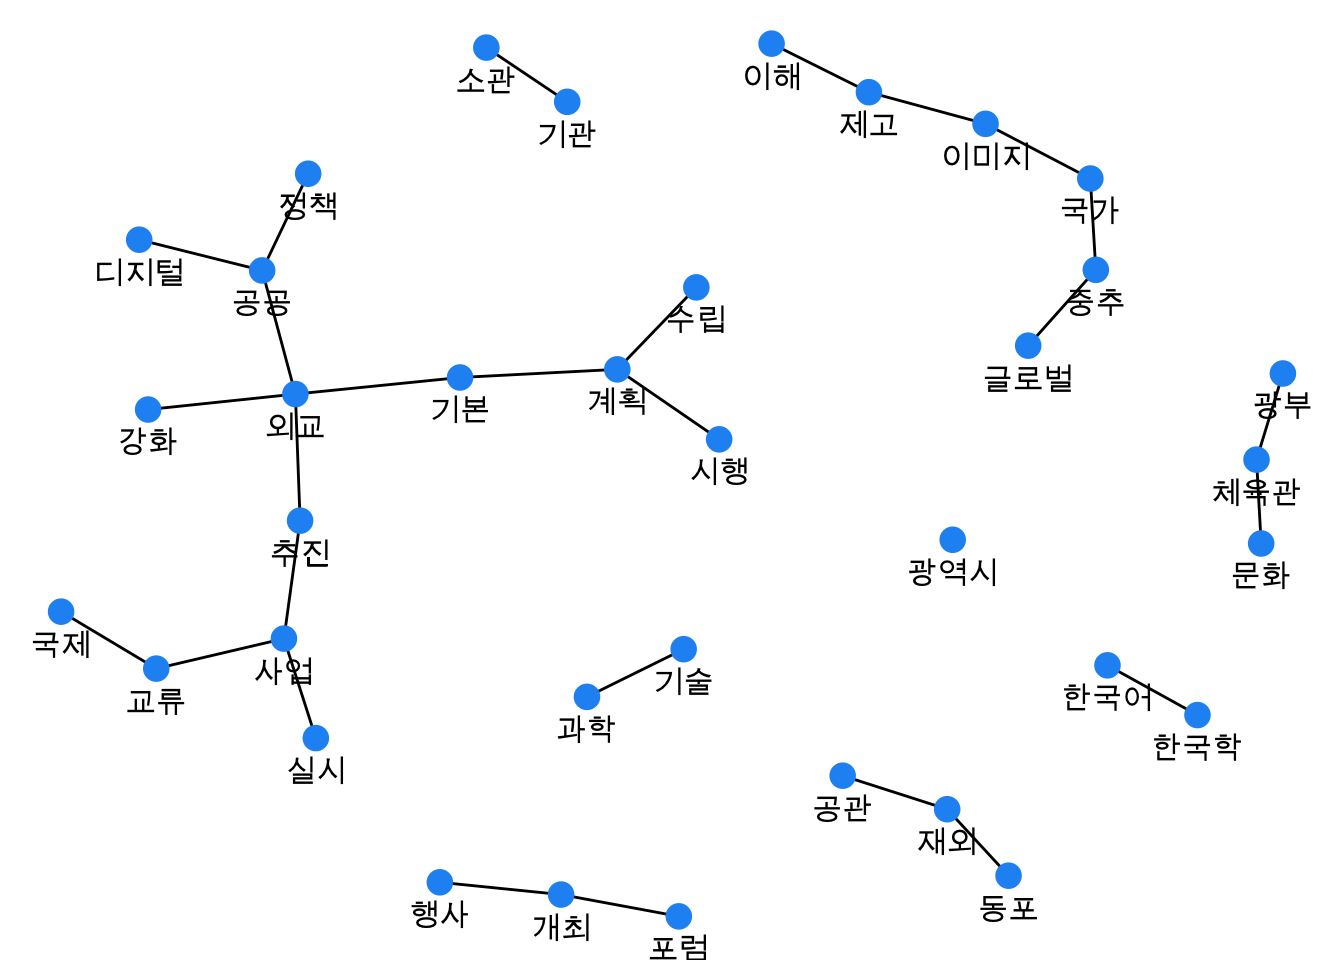 이해
소관
제고
기관
이미지
정책
국가
디지털
공공
중추
수립
글로벌
계획
광부
기본
외교
강화
시행
체육관
추진
광역시
문화
국제
사업
기술
한국어
교류
과학
한국학
실시
공관
재외
동포
행사
개최
포럼